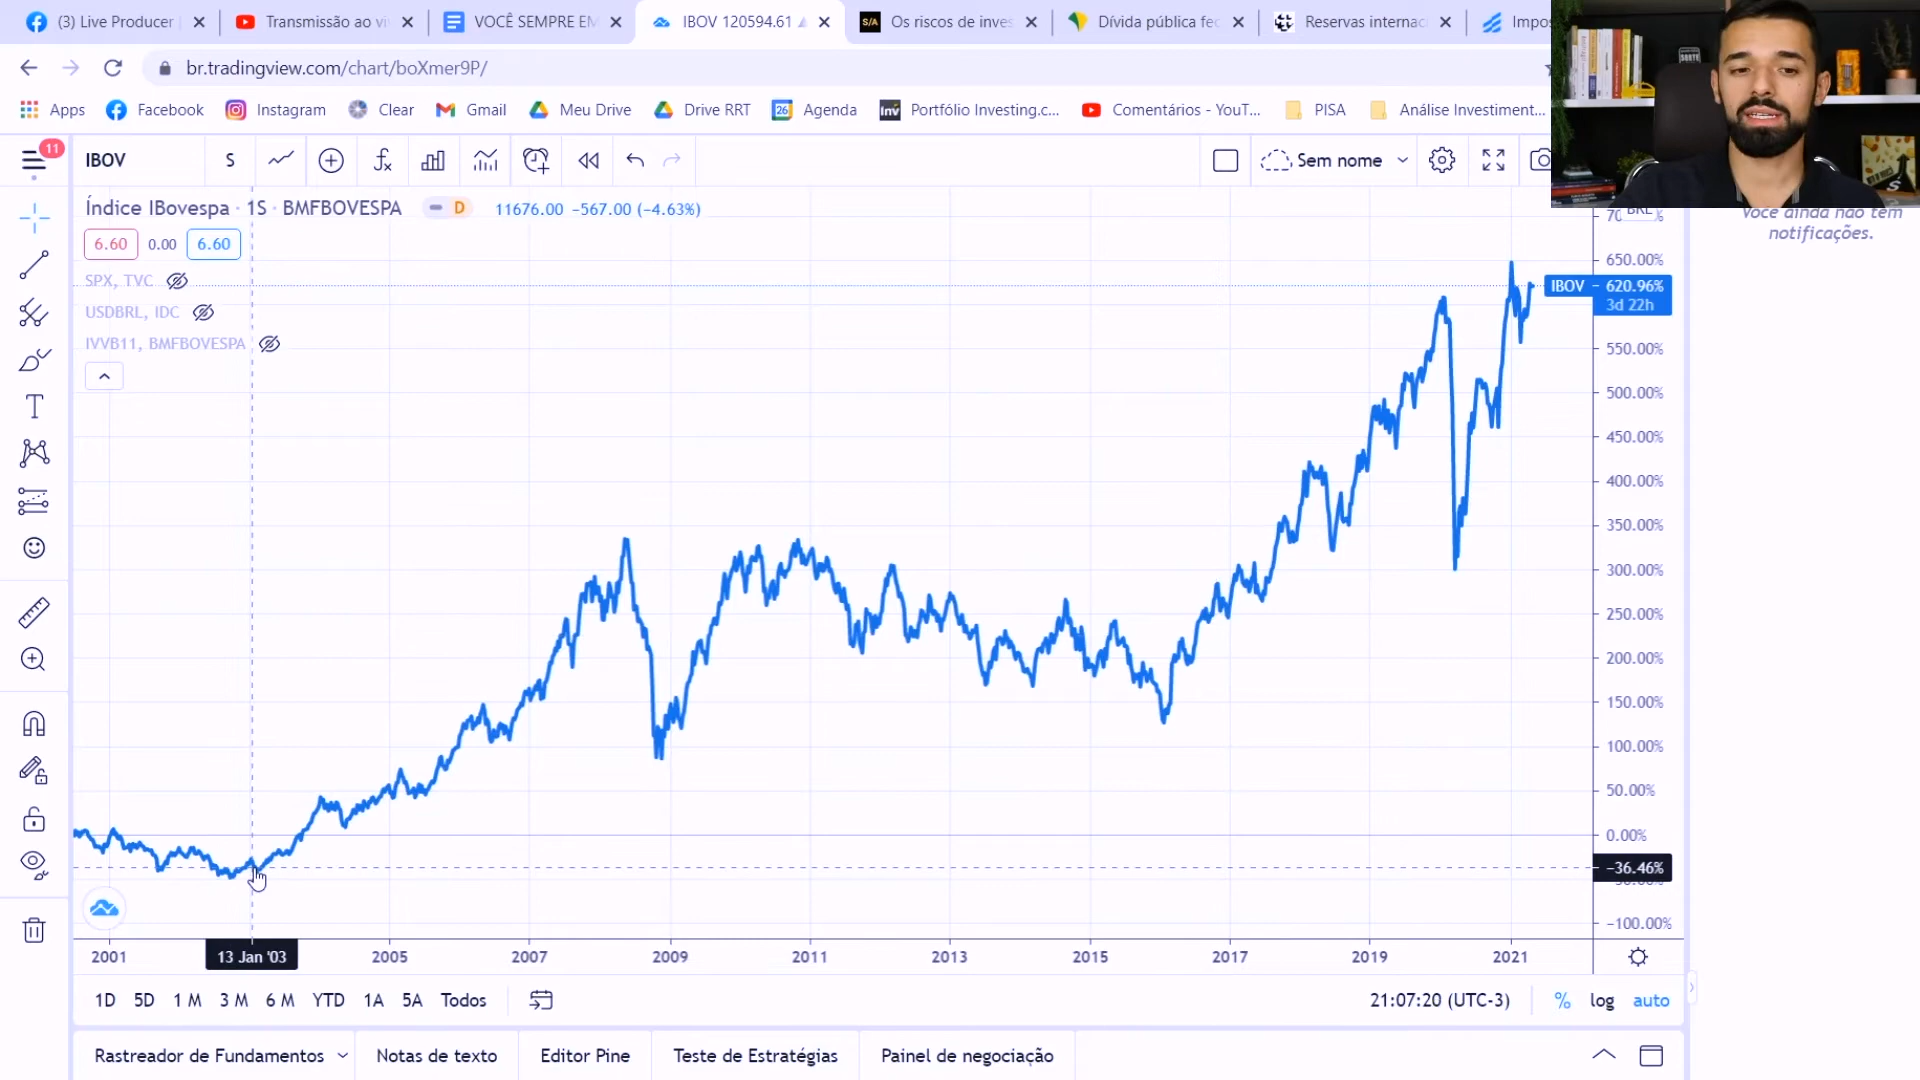 (3) Live Producer
Transmissão ao vi
VOCÊ SEMPRE EM
IBOV 120594.61
Os riscos de inves
Dívida pública fed
Reservas internac
Impos
br.tradingview.com/chart/boXmer9P/
Apps
Facebook
Instagram
Clear
Gmail
Meu Drive
Drive RRT
26
Agenda
Inv
Portfólio Investing.c...
Comentários - YouT...
PISA
Análise Investiment...
11
IBOV
S
Sem nome
Índice IBovespa · 1S · BMFBOVESPA
D
11676.00 −567.00 (−4.63%)
6.60
0.00
6.60
SPX, TVC
USDBRL, IDC
IVVB11, BMFBOVESPA
Você ainda não tem
notificações.
BRL
650.00%
IBOV
620.96%
3d 22h
550.00%
500.00%
450.00%
400.00%
350.00%
300.00%
250.00%
200.00%
150.00%
100.00%
50.00%
0.00%
−36.46%
−100.00%
2001
13 Jan '03
2005
2007
2009
2011
2013
2015
2017
2019
2021
1D
5D
1 M
3 M
6 M
YTD
1A
5A
Todos
21:07:20 (UTC-3)
%
log
auto
Rastreador de Fundamentos
Notas de texto
Editor Pine
Teste de Estratégias
Painel de negociação